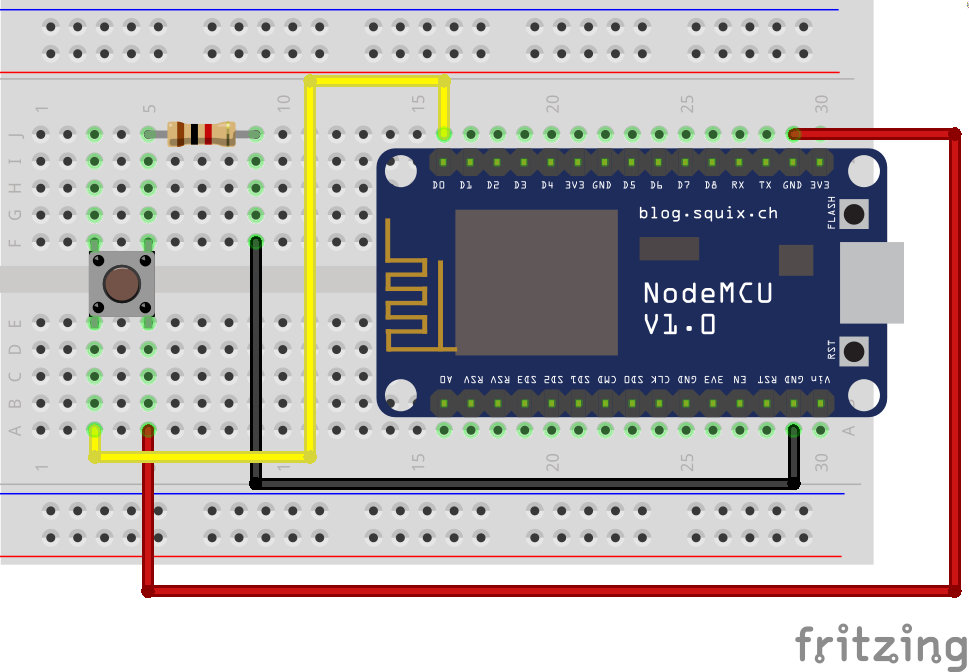 1 5 10 15 20 25 30
J
I
H
G
F
D0 D1 D2 D3 D4 3V3 GND D5 D6 D7 D8 RX TX GND 3V3
FLASH
blog.squix.ch
NodeMCU
V1.0
RST
E
D
C
B
A
A0 RSV RSV SD3 SD2 SD1 CMD SD0 CLK GND 3V3 EN RST GND Vin
A
1 15 20 25 30
fritzing